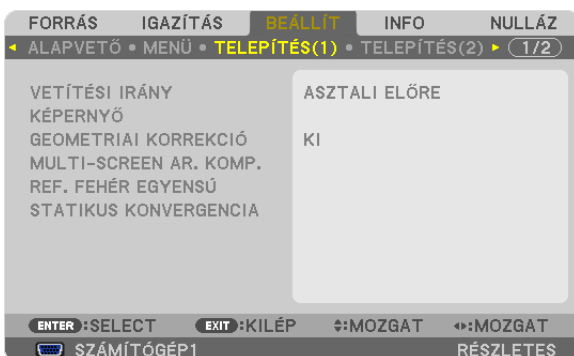 FORRÁS IGAZÍTÁS BEÁLLÍT INFO NULLÁZ
ALAPVETŐ • MENÜ • TELEPÍTÉS(1) • TELEPÍTÉS(2) 1/2
VETÍTÉSI IRÁNY ASZTALI ELŐRE
KÉPERNYŐ
GEOMETRIAI KORREKCIÓ KI
MULTI-SCREEN AR. KOMP.
REF. FEHÉR EGYENSÚ
STATIKUS KONVERGENCIA
ENTER :SELECT EXIT :KILÉP :MOZGAT :MOZGAT
SZÁMÍTÓGÉP1 RÉSZLETES